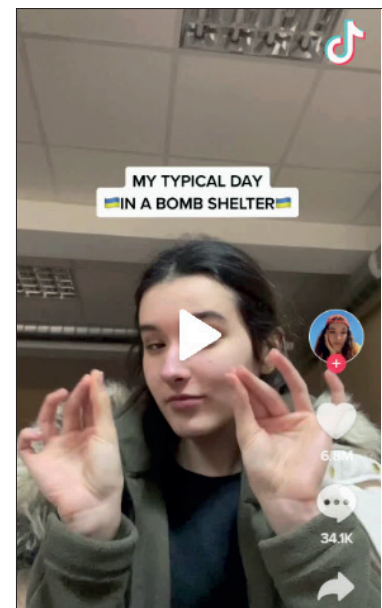 MY TYPICAL DAY
🇺🇦IN A BOMB SHELTER🇺🇦
6.8M
34.1K